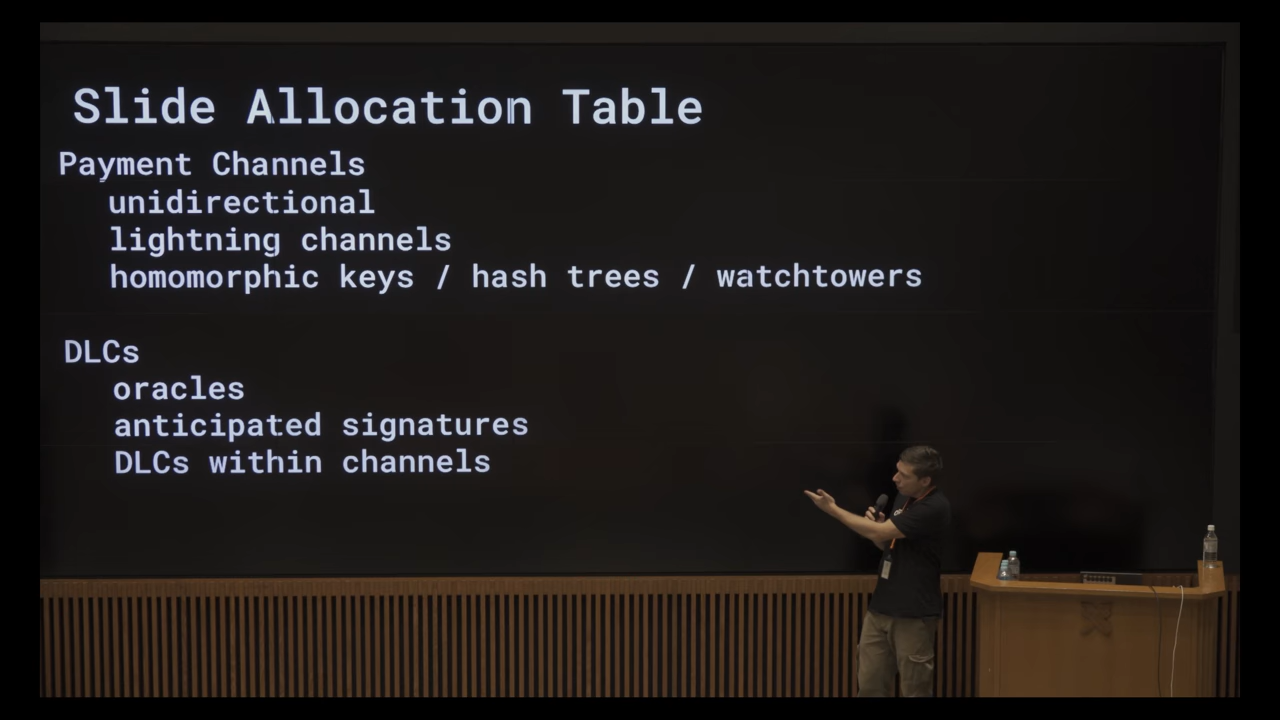 Slide Allocation Table
Payment Channels
unidirectional
lightning channels
homomorphic keys / hash trees / watchtowers
DLCs
oracles
anticipated signatures
DLCs within channels